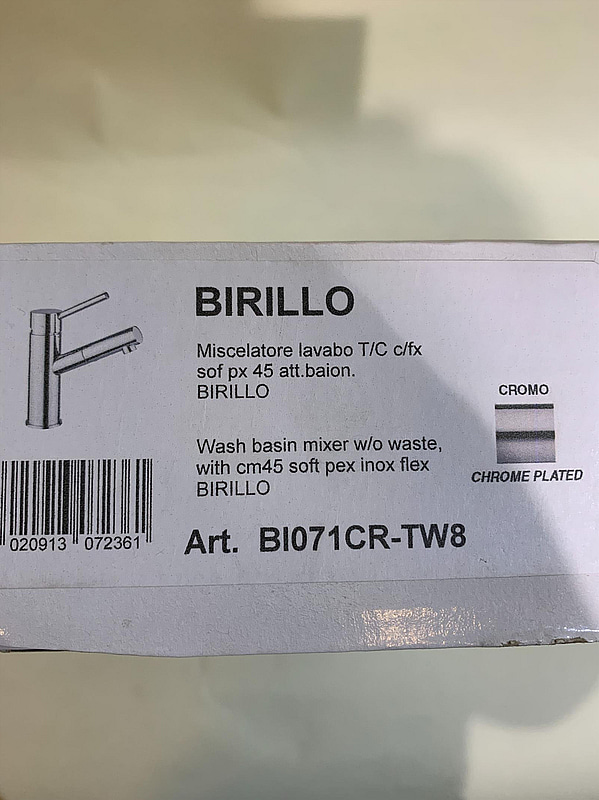 BIRILLO
Miscelatore lavabo T/C c/fx
sof px 45 att.baion.
BIRILLO
CROMO
Wash basin mixer w/o waste,
with cm45 soft pex inox flex
BIRILLO
CHROME PLATED
020913 072361
Art. BI071CR-TW8